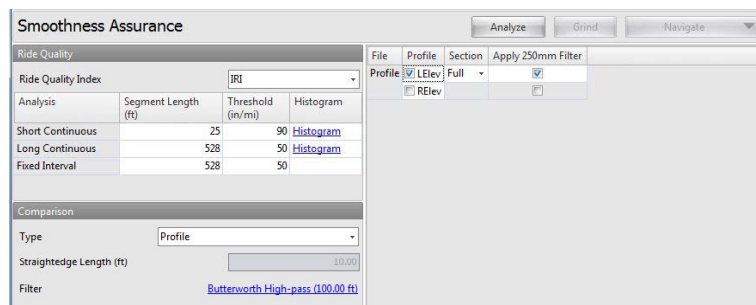 Smoothness Assurance
Analyze
Grind
Navigate
Ride Quality
Ride Quality Index IRI
Analysis Segment Length (ft) Threshold (in/mi) Histogram
Short Continuous 25 90 Histogram
Long Continuous 528 50 Histogram
Fixed Interval 528 50
Comparison
Type Profile
Straightedge Length (ft) 10.00
Filter Butterworth High-pass (100.00 ft)
File Profile Section Apply 250mm Filter
Profile LElev Full
RElev